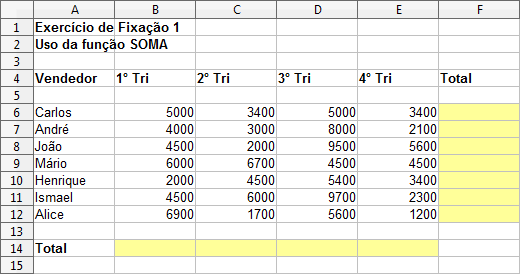 A B C D E F
1 Exercício de Fixação 1
2 Uso da função SOMA
3
4 Vendedor 1° Tri 2° Tri 3° Tri 4° Tri Total
5
6 Carlos 5000 3400 5000 3400
7 André 4000 3000 8000 2100
8 João 4500 2000 9500 5600
9 Mário 6000 6700 4500 4500
10 Henrique 2000 4500 5400 3400
11 Ismael 4500 6000 9700 2300
12 Alice 6900 1700 5600 1200
13
14 Total
15